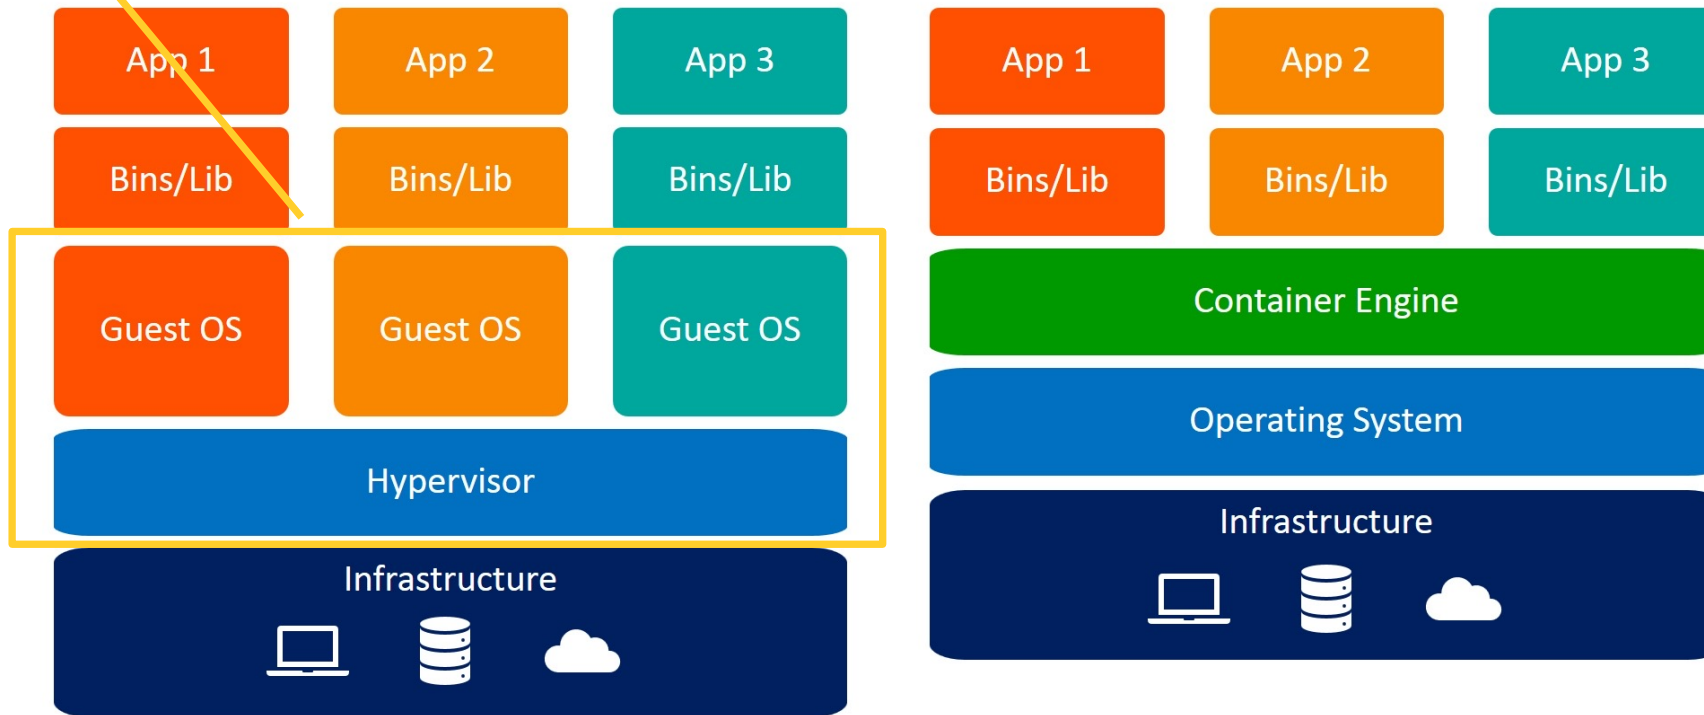 App 1
App 2
App 3
Bins/Lib
Bins/Lib
Bins/Lib
Guest OS
Guest OS
Guest OS
Hypervisor
Infrastructure
App 1
App 2
App 3
Bins/Lib
Bins/Lib
Bins/Lib
Container Engine
Operating System
Infrastructure